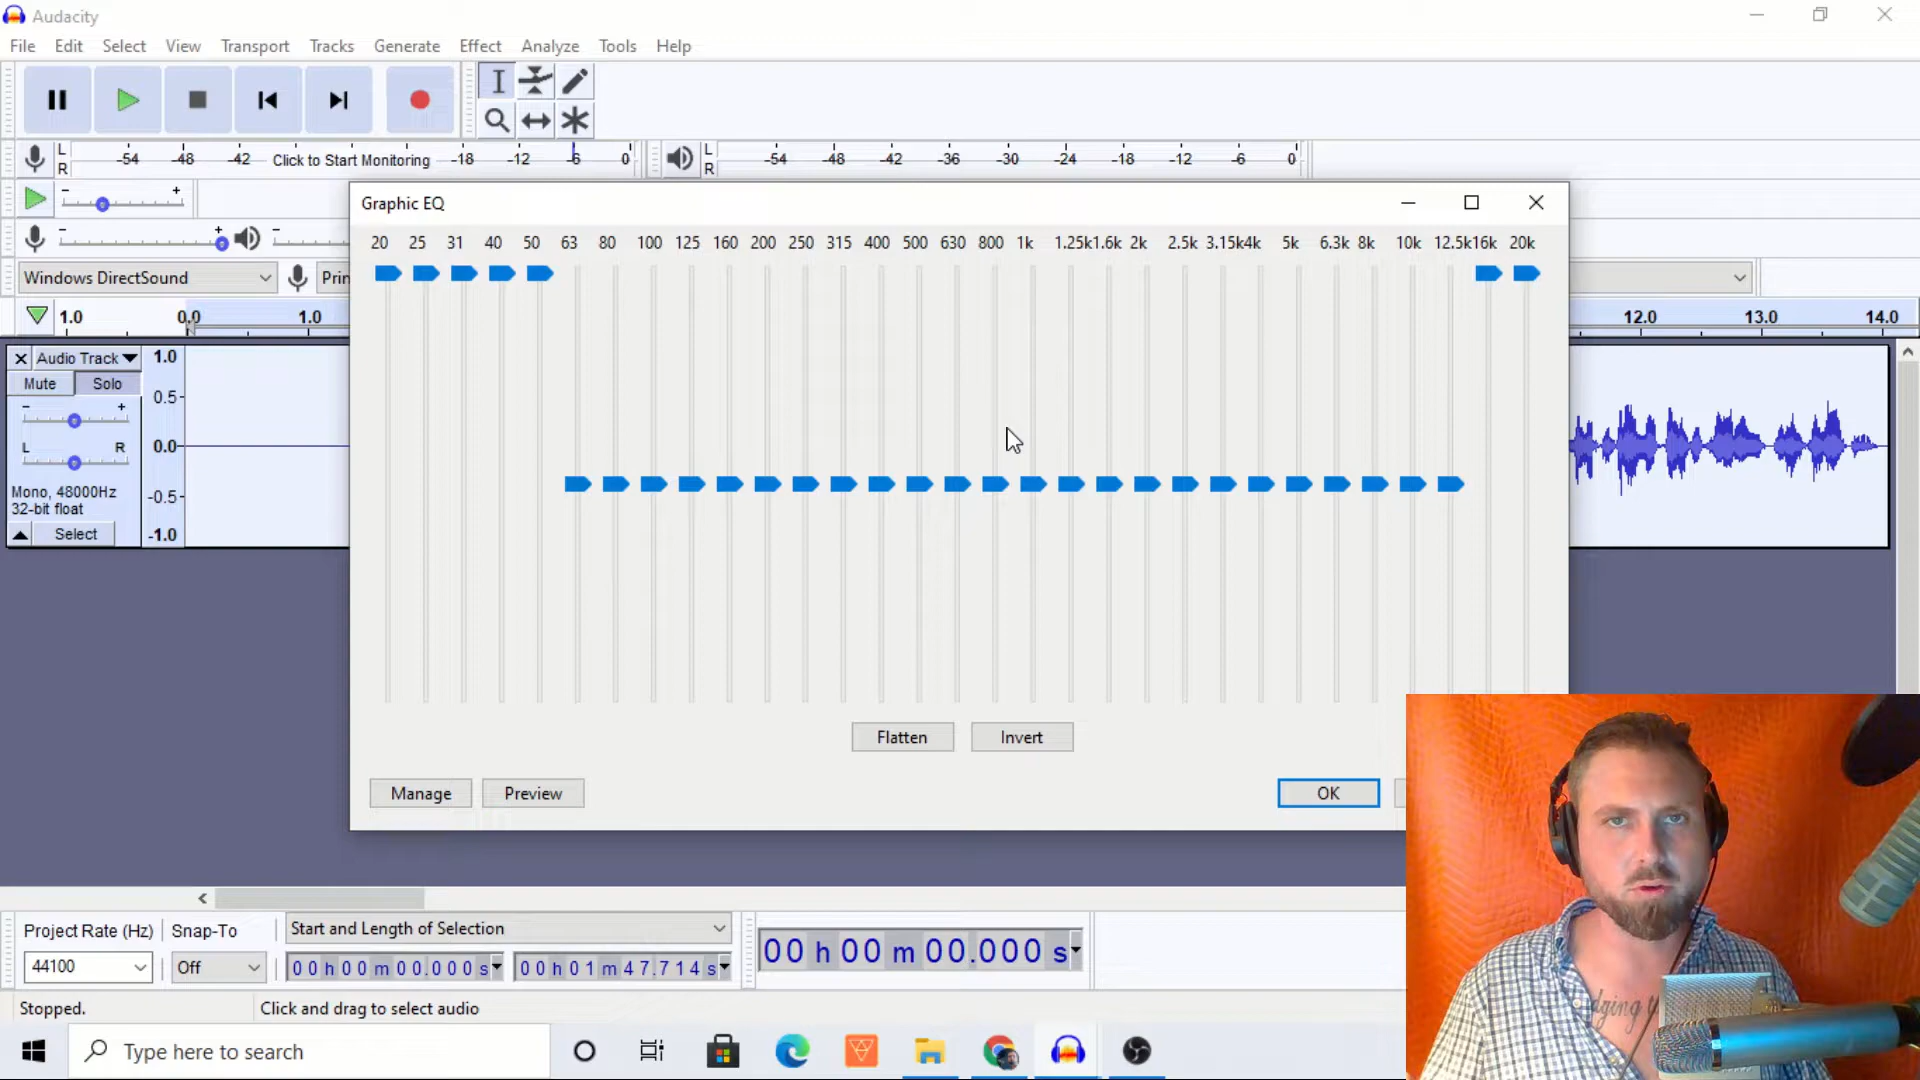 Audacity
File Edit Select View Transport Tracks Generate Effect Analyze Tools Help
L
R
-54 -48 -42 Click to Start Monitoring -18 -12 -6 0
L
R
-54 -48 -42 -36 -30 -24 -18 -12 -6 0
- +
- +
Windows DirectSound
Prin
1.0 0.0 1.0 12.0 13.0 14.0
Graphic EQ
20 25 31 40 50 63 80 100 125 160 200 250 315 400 500 630 800 1k 1.25k 1.6k 2k 2.5k 3.15k 4k 5k 6.3k 8k 10k 12.5k 16k 20k
Flatten Invert
Manage Preview OK
Audio Track
Mute Solo
- +
L R
Mono, 48000Hz
32-bit float
Select
1.0
0.5-
0.0-
-0.5-
-1.0
Project Rate (Hz) Snap-To Start and Length of Selection
44100 Off 00 h 00 m 00.000 s 00 h 01 m 47.714 s
00 h 00 m 00.000 s
Stopped. Click and drag to select audio
Type here to search